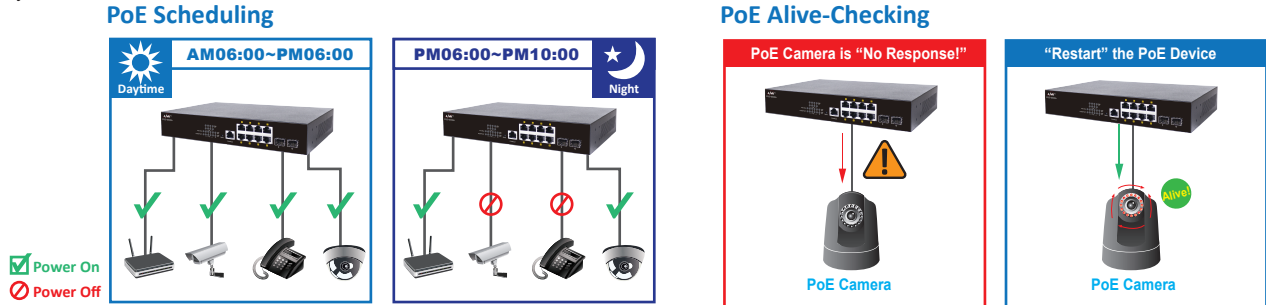 PoE Scheduling
PoE Alive-Checking
Daytime
AM06:00~PM06:00
PM06:00~PM10:00
Night
PoE Camera is “No Response!”
“Restart” the PoE Device
Alive!
Power On
Power Off
PoE Camera
PoE Camera